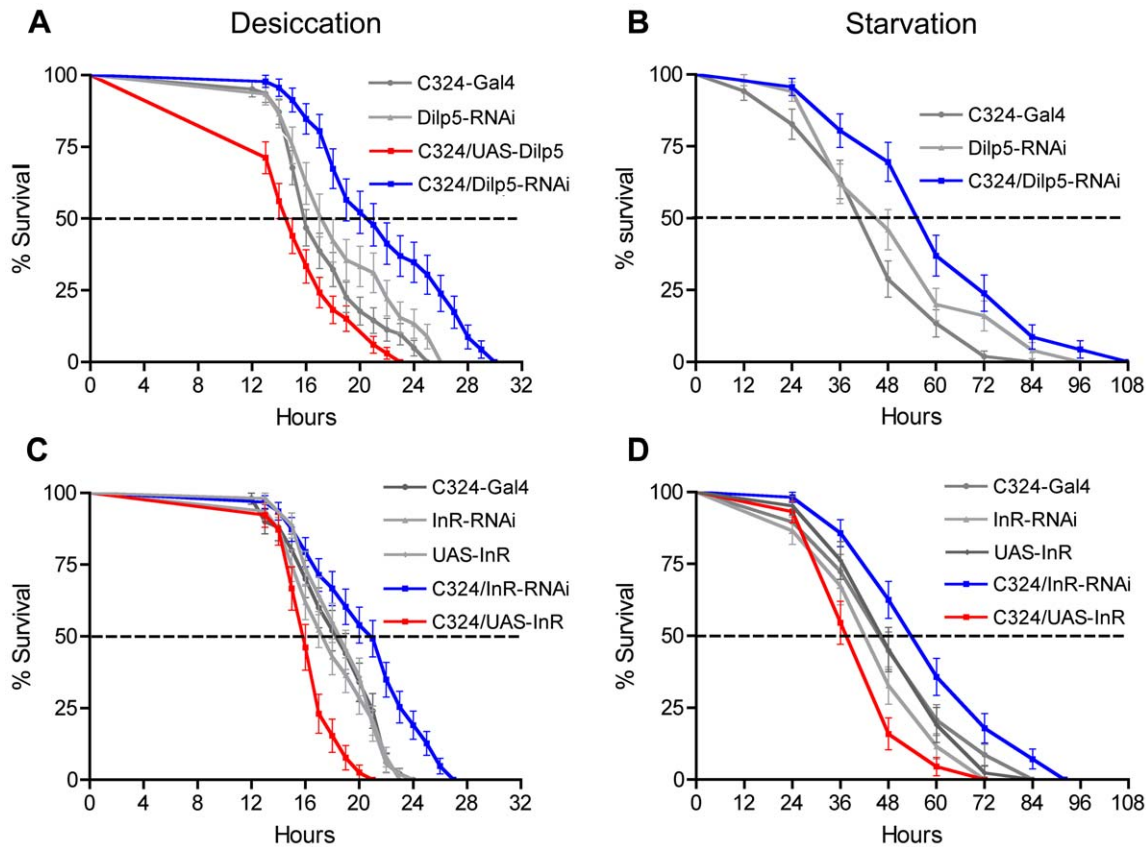 A
Desiccation
% Survival
100
75
50
25
0
0 4 8 12 16 20 24 28 32
Hours
C324-Gal4
Dilp5-RNAi
C324/UAS-Dilp5
C324/Dilp5-RNAi
B
Starvation
% survival
100
75
50
25
0
0 12 24 36 48 60 72 84 96 108
Hours
C324-Gal4
Dilp5-RNAi
C324/Dilp5-RNAi
C
% Survival
100
75
50
25
0
0 4 8 12 16 20 24 28 32
Hours
C324-Gal4
InR-RNAi
UAS-InR
C324/InR-RNAi
C324/UAS-InR
D
% Survival
100
75
50
25
0
0 12 24 36 48 60 72 84 96 108
Hours
C324-Gal4
InR-RNAi
UAS-InR
C324/InR-RNAi
C324/UAS-InR